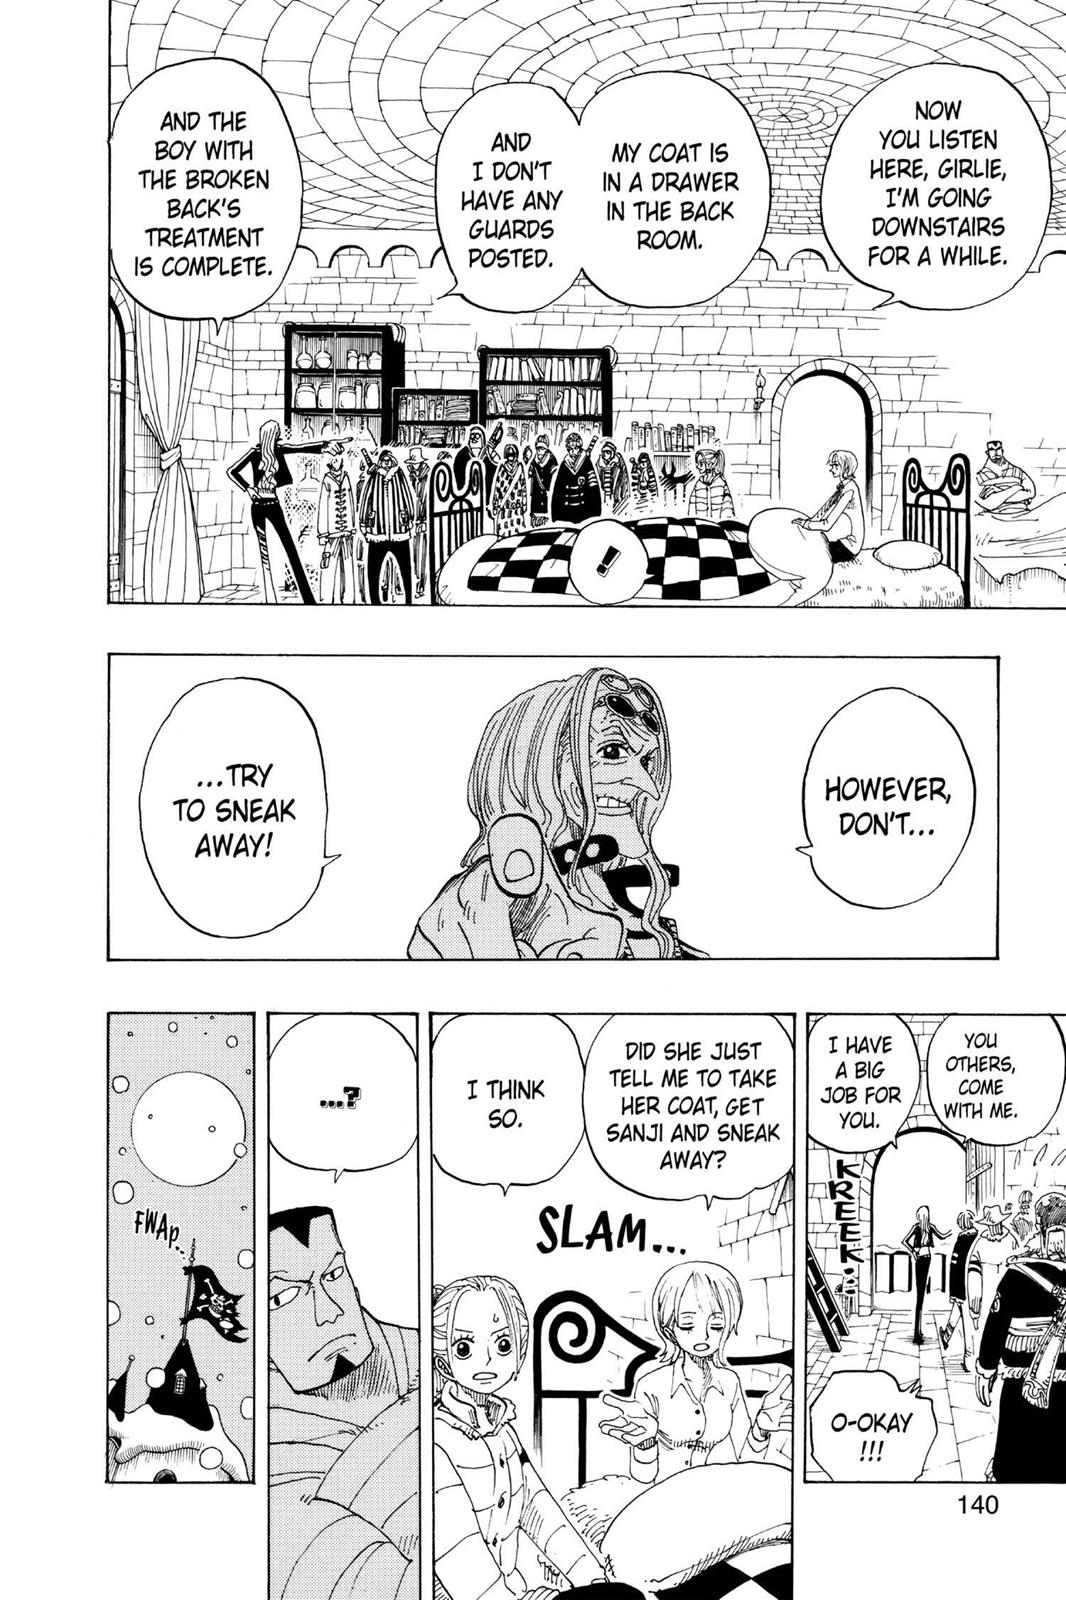 NOW
YOU LISTEN
HERE, GIRLIE,
I'M GOING
DOWNSTAIRS
FOR A WHILE.
MY COAT IS
IN A DRAWER
IN THE BACK
ROOM.
AND
I DON'T
HAVE ANY
GUARDS
POSTED.
AND THE
BOY WITH
THE BROKEN
BACK'S
TREATMENT
IS COMPLETE.
!
HOWEVER,
DON'T...
...TRY
TO SNEAK
AWAY!
YOU
OTHERS,
COME
WITH ME.
I HAVE
A BIG
JOB FOR
YOU.
KREEK!!
O-OKAY
!!!
DID SHE JUST
TELL ME TO TAKE
HER COAT, GET
SANJI AND SNEAK
AWAY?
I THINK
SO.
SLAM...
...?
FWAP...
140